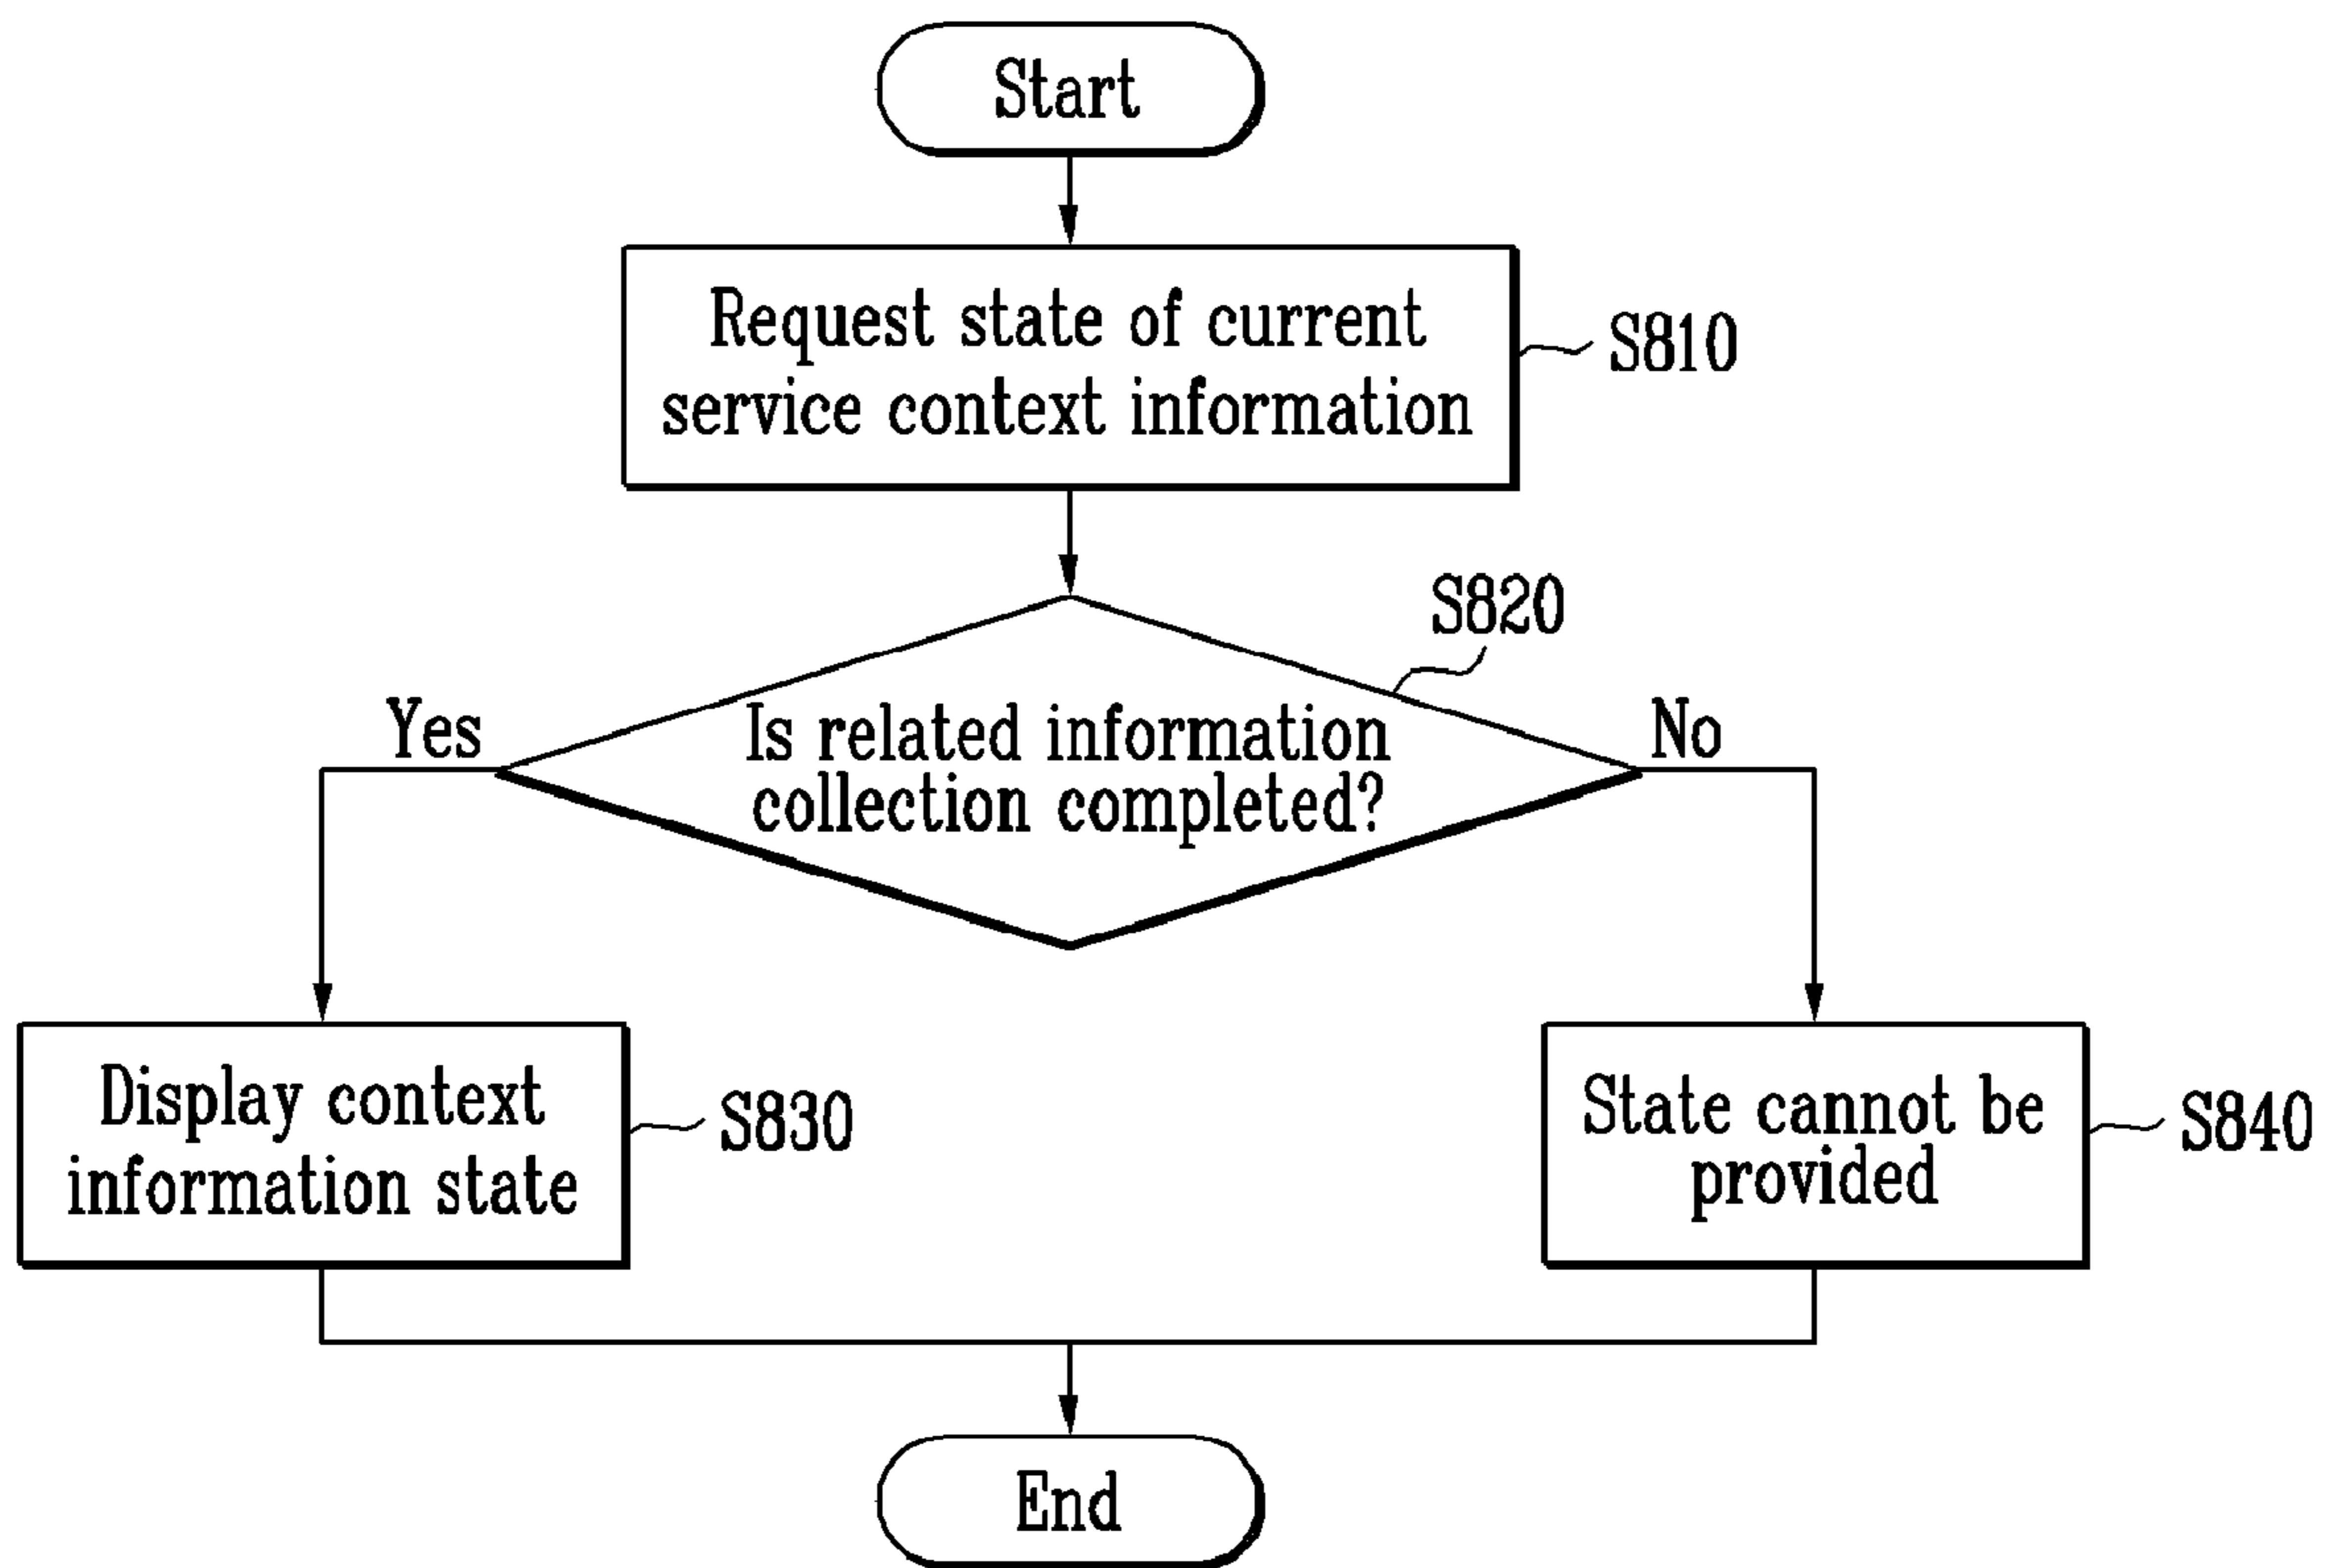 Start
Request state of current
service context information
S810
S820
Yes
Is related information
collection completed?
No
Display context
information state
S830
State cannot be
provided
S840
End